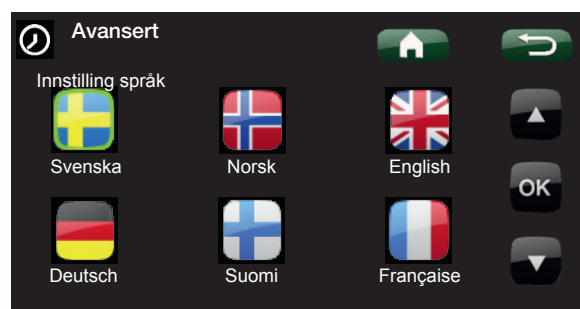 Avansert
Innstilling språk
Svenska Norsk English
OK
Deutsch Suomi Française